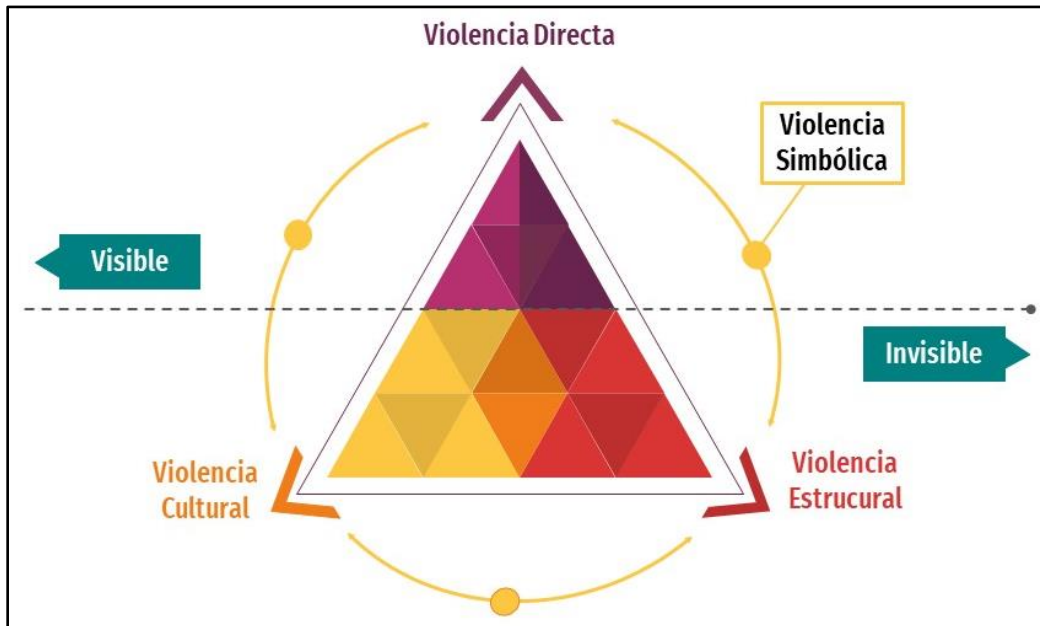 Violencia Directa
Violencia
Simbólica
Visible
Invisible
Violencia
Cultural
Violencia
Estrucural